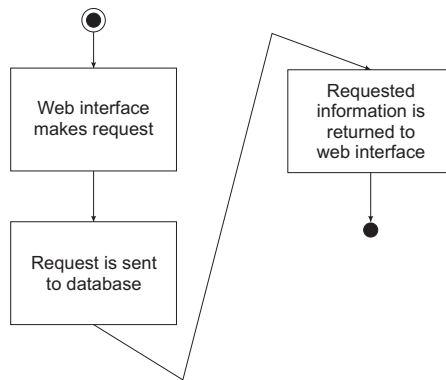 Web interface
makes request
Request is sent
to database
Requested
information is
returned to
web interface